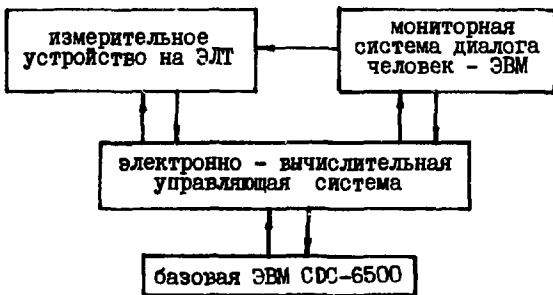 измерительное
устройство на ЭЛТ
мониторная
система диалога
человек - ЭВМ
электронно - вычислительная
управляющая система
базовая ЭВМ CDC-6500